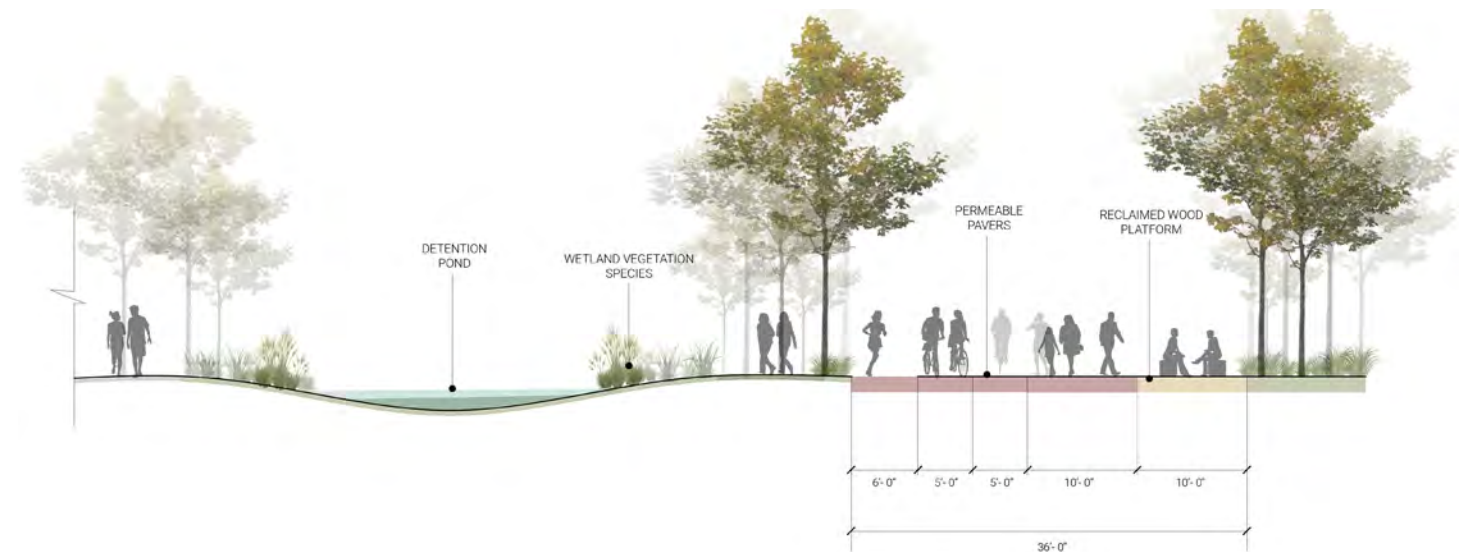 PERMEABLE
PAVERS
RECLAIMED WOOD
PLATFORM
DETENTION
POND
WETLAND VEGETATION
SPECIES
6'- 0"
5'- 0"
5'- 0"
10'- 0"
10'- 0"
36'- 0"